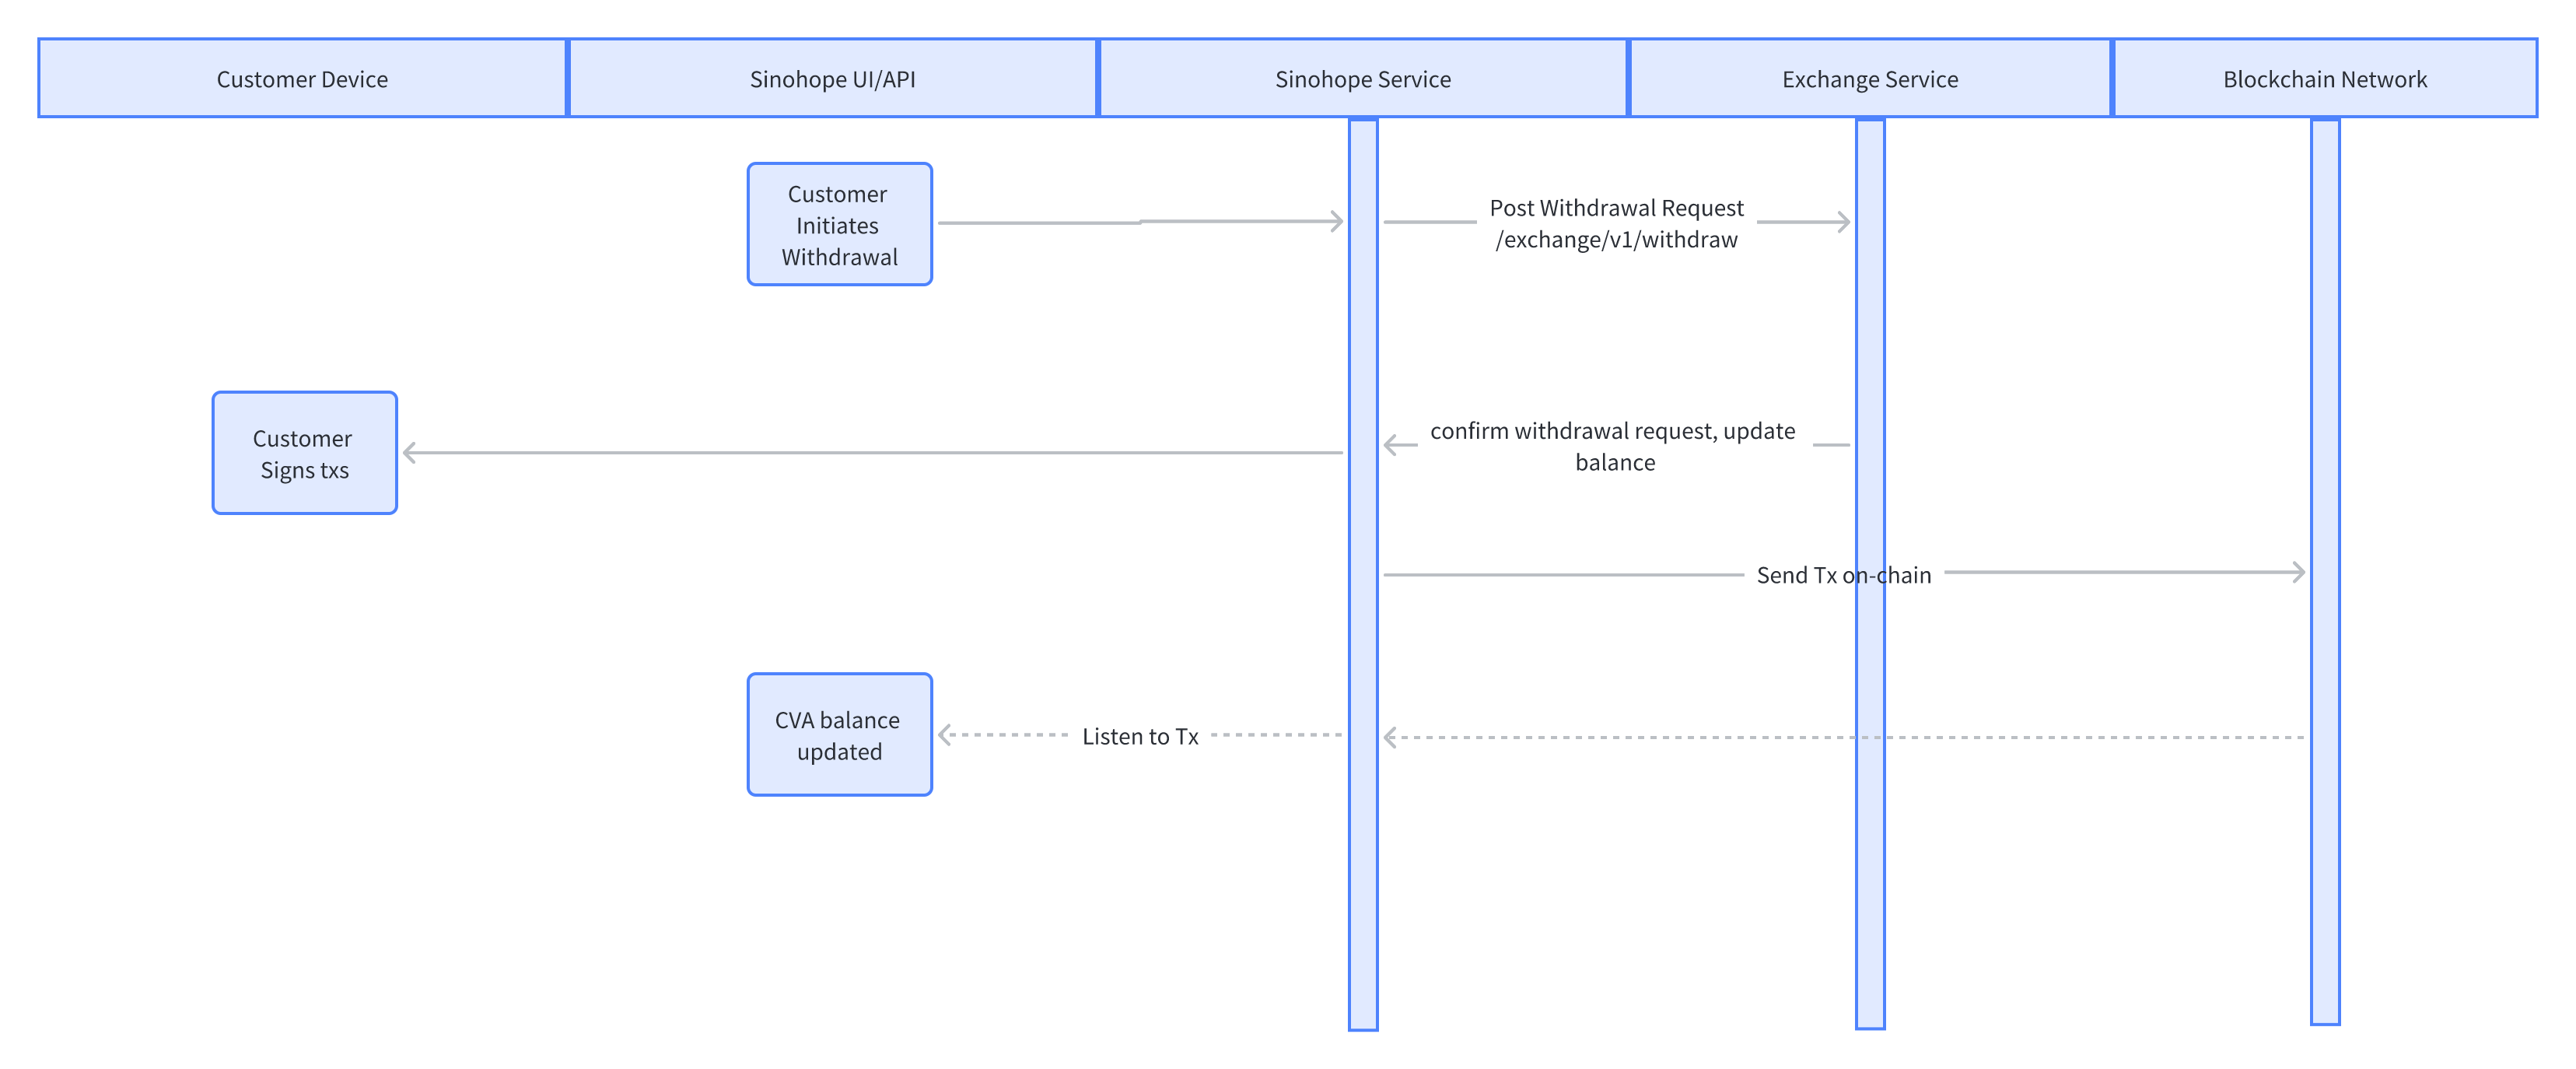 Customer Device
Sinohope UI/API
Sinohope Service
Exchange Service
Blockchain Network
Customer
Initiates
Withdrawal
Post Withdrawal Request
/exchange/v1/withdraw
Customer
Signs txs
confirm withdrawal request, update
balance
Send Tx on-chain
CVA balance
updated
Listen to Tx